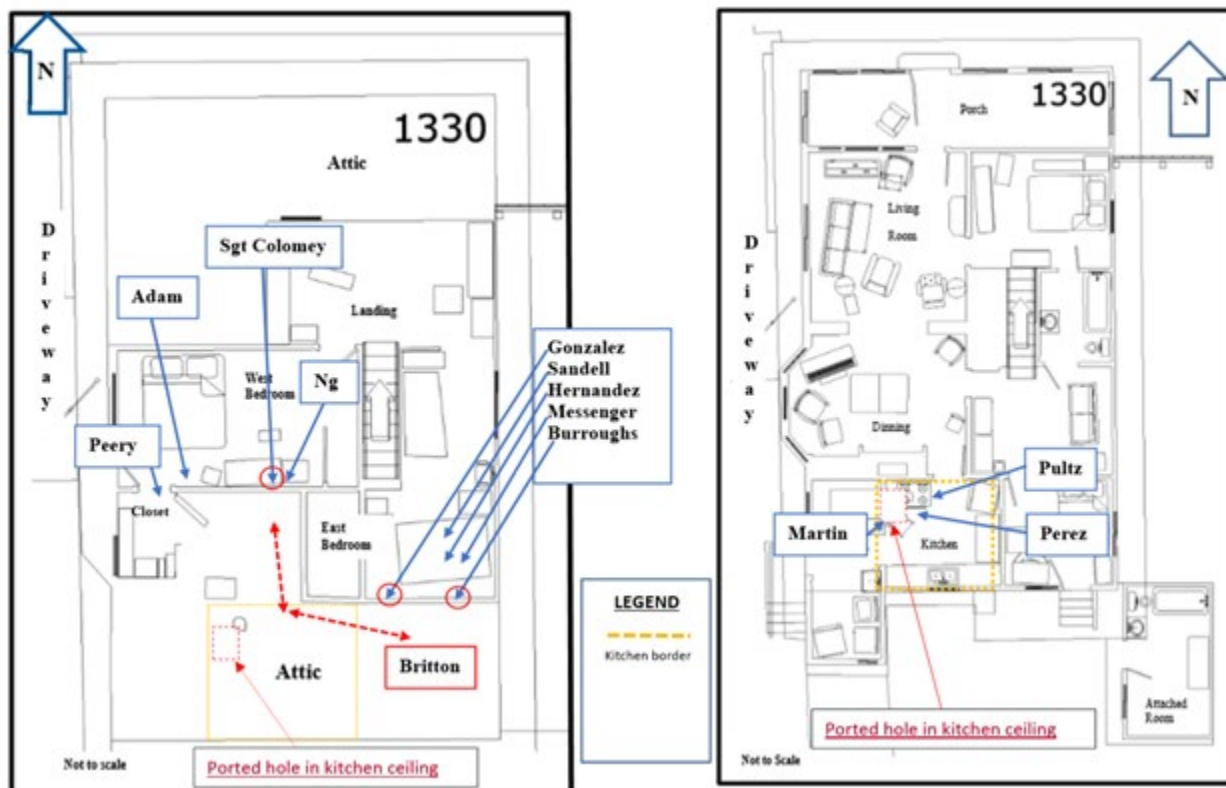 N
1330
Attic
Driveway
Sgt Colomey
Adam
Landing
West
Bedroom
Ng
Peery
Closet
Gonzalez
Sandell
Hernandez
Messenger
Burroughs
East
Bedroom
Britton
Attic
Not to scale
Ported hole in kitchen ceiling
LEGEND
Kitchen border
1330
N
Porch
Living
Room
Driveway
Dinning
Pultz
Martin
Perez
Kitchen
Ported hole in kitchen ceiling
Attached
Room
Not to Scale